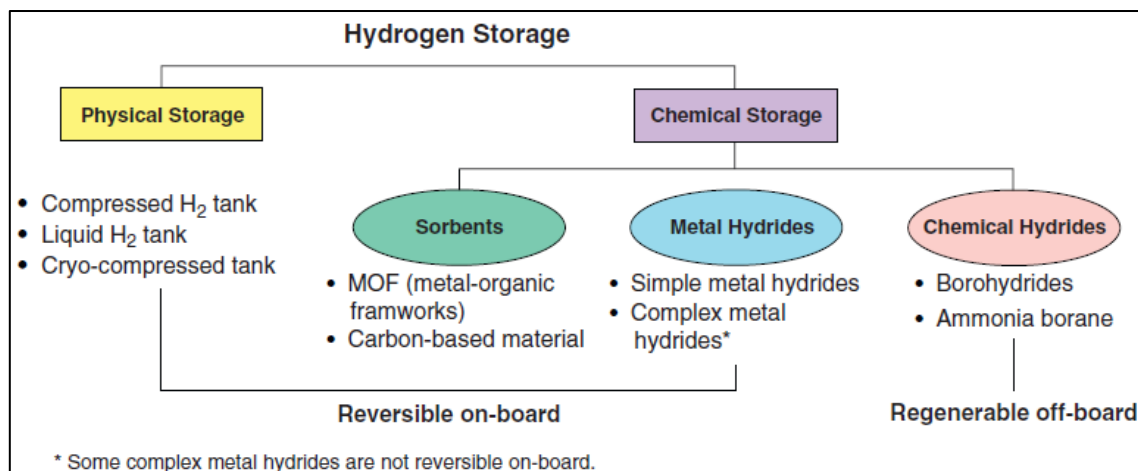 Hydrogen Storage
Physical Storage
Chemical Storage
• Compressed H₂ tank
• Liquid H₂ tank
• Cryo-compressed tank
Sorbents
• MOF (metal-organic
framworks)
• Carbon-based material
Metal Hydrides
• Simple metal hydrides
• Complex metal
hydrides*
Chemical Hydrides
• Borohydrides
• Ammonia borane
Reversible on-board
Regenerable off-board
* Some complex metal hydrides are not reversible on-board.